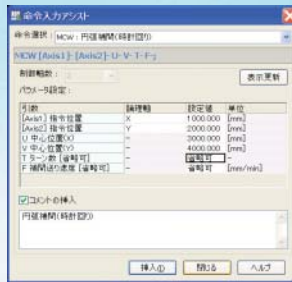 命令入力アシスト
命令選択： MCW : 円弧補間(時計回り)
MCW [Axis1]- [Axis2]- U- V- T- F-;
制御軸数：
表示更新
パラメータ設定：
引数 論理軸 設定値 単位
[Axis1] 指令位置 X 1000.000 [mm]
[Axis2] 指令位置 Y 2000.000 [mm]
U 中心位置(X) - 3000.000 [mm]
V 中心位置(Y) - 4000.000 [mm]
T ターン数 [省略可] - 省略可 -
F 補間送り速度 [省略可] - 省略可 [mm/min]
コメントの挿入
円弧補間(時計回り)
挿入(I) 閉じる ヘルプ